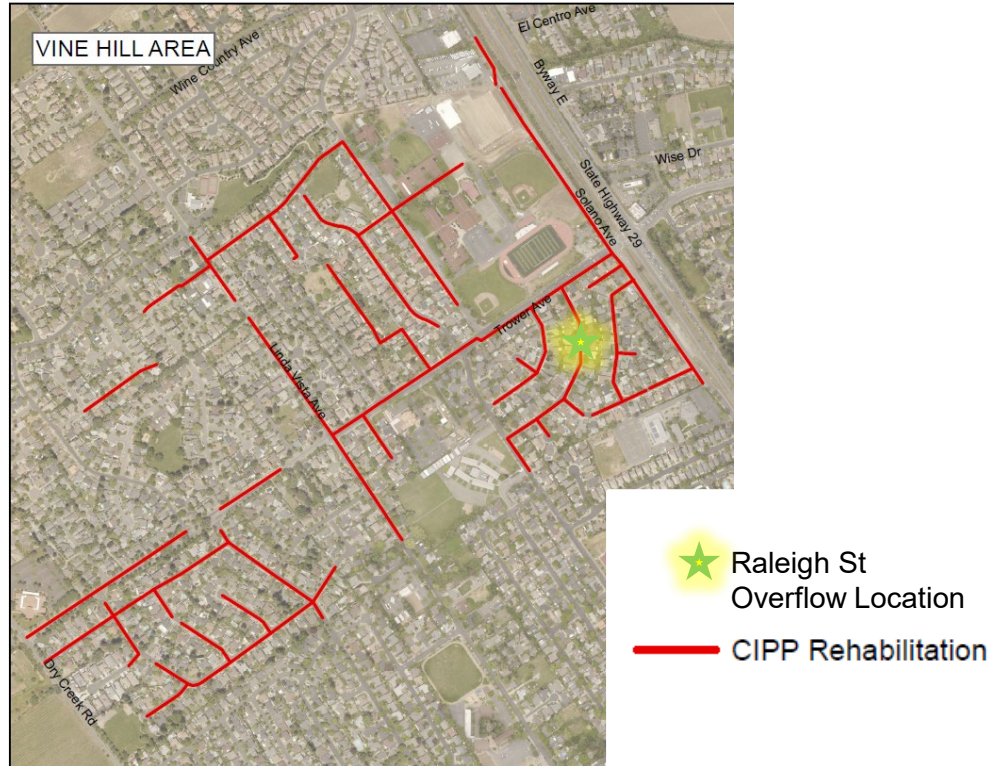 VINE HILL AREA
Wine Country Ave
El Centro Ave
Byway E
Wise Dr
State Highway 29
Solano Ave
Trower Ave
Linda Vista Ave
Dry Creek Rd
Raleigh St
Overflow Location
CIPP Rehabilitation